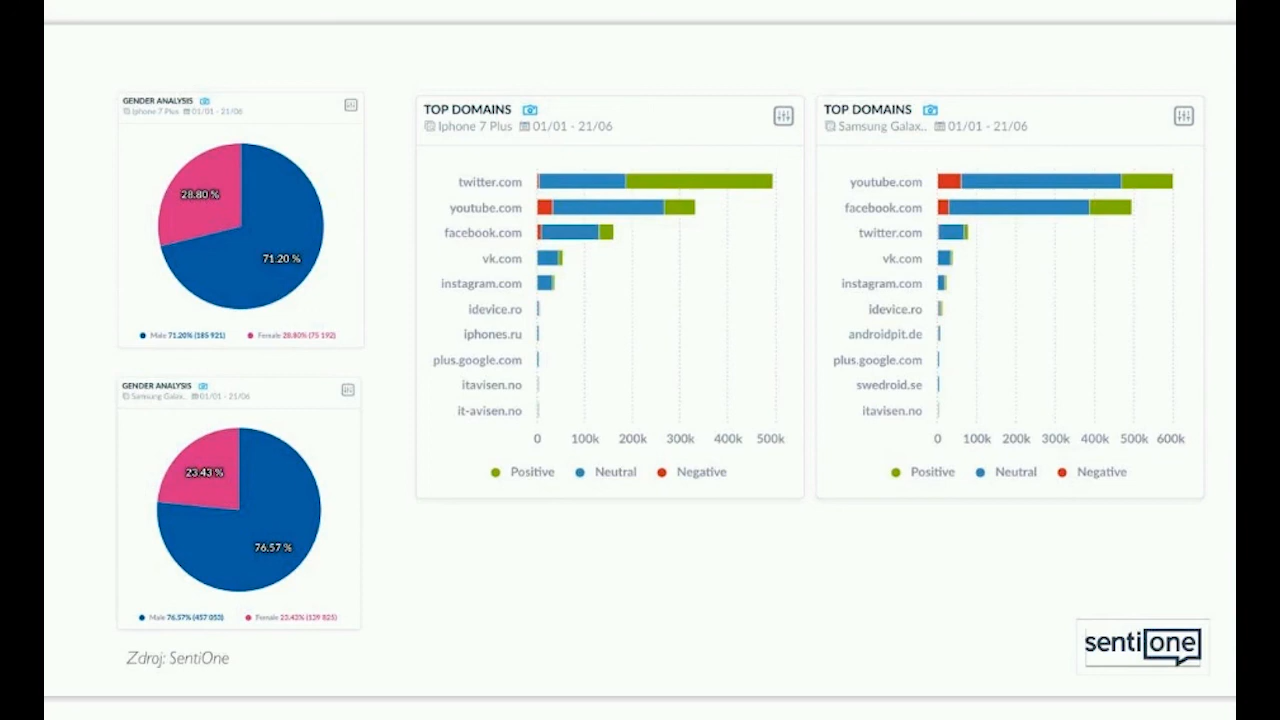 GENDER ANALYSIS
Iphone 7 Plus 01/01 - 21/06
28.80 %
71.20 %
Male 71.20% (185 921) Female 28.80% (75 192)
GENDER ANALYSIS
Samsung Galax.. 01/01 - 21/06
23.43 %
76.57 %
Male 76.57% (457 053) Female 23.43% (139 825)
Zdroj: SentiOne
TOP DOMAINS
Iphone 7 Plus 01/01 - 21/06
twitter.com
youtube.com
facebook.com
vk.com
instagram.com
idevice.ro
iphones.ru
plus.google.com
itavisen.no
it-avisen.no
0 100k 200k 300k 400k 500k
Positive Neutral Negative
TOP DOMAINS
Samsung Galax.. 01/01 - 21/06
youtube.com
facebook.com
twitter.com
vk.com
instagram.com
idevice.ro
androidpit.de
plus.google.com
swedroid.se
itavisen.no
0 100k 200k 300k 400k 500k 600k
Positive Neutral Negative
sentione